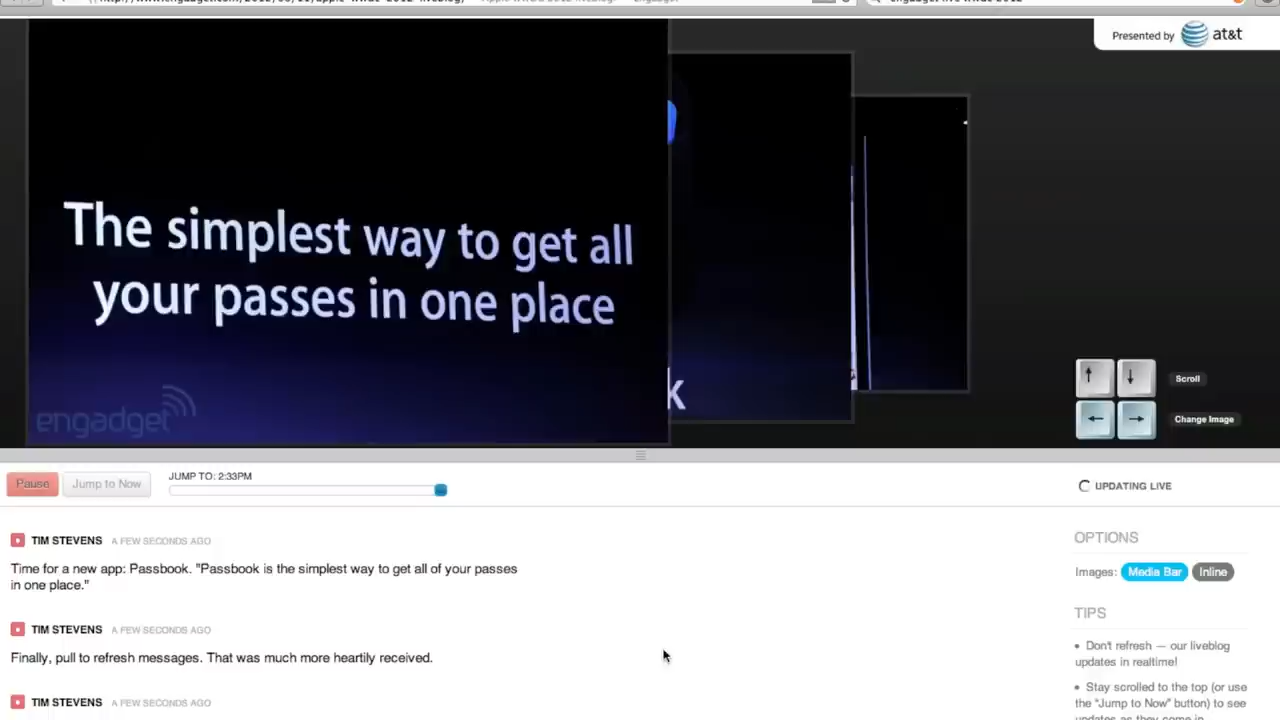 Presented by at&t
The simplest way to get all
your passes in one place
k
engadget
Scroll
Change Image
Pause
Jump to Now
JUMP TO: 2:33PM
UPDATING LIVE
TIM STEVENS A FEW SECONDS AGO
Time for a new app: Passbook. "Passbook is the simplest way to get all of your passes
in one place."
TIM STEVENS A FEW SECONDS AGO
Finally, pull to refresh messages. That was much more heartily received.
TIM STEVENS A FEW SECONDS AGO
OPTIONS
Images: Media Bar Inline
TIPS
• Don't refresh — our liveblog
updates in realtime!
• Stay scrolled to the top (or use
the "Jump to Now" button) to see
updates as they come in